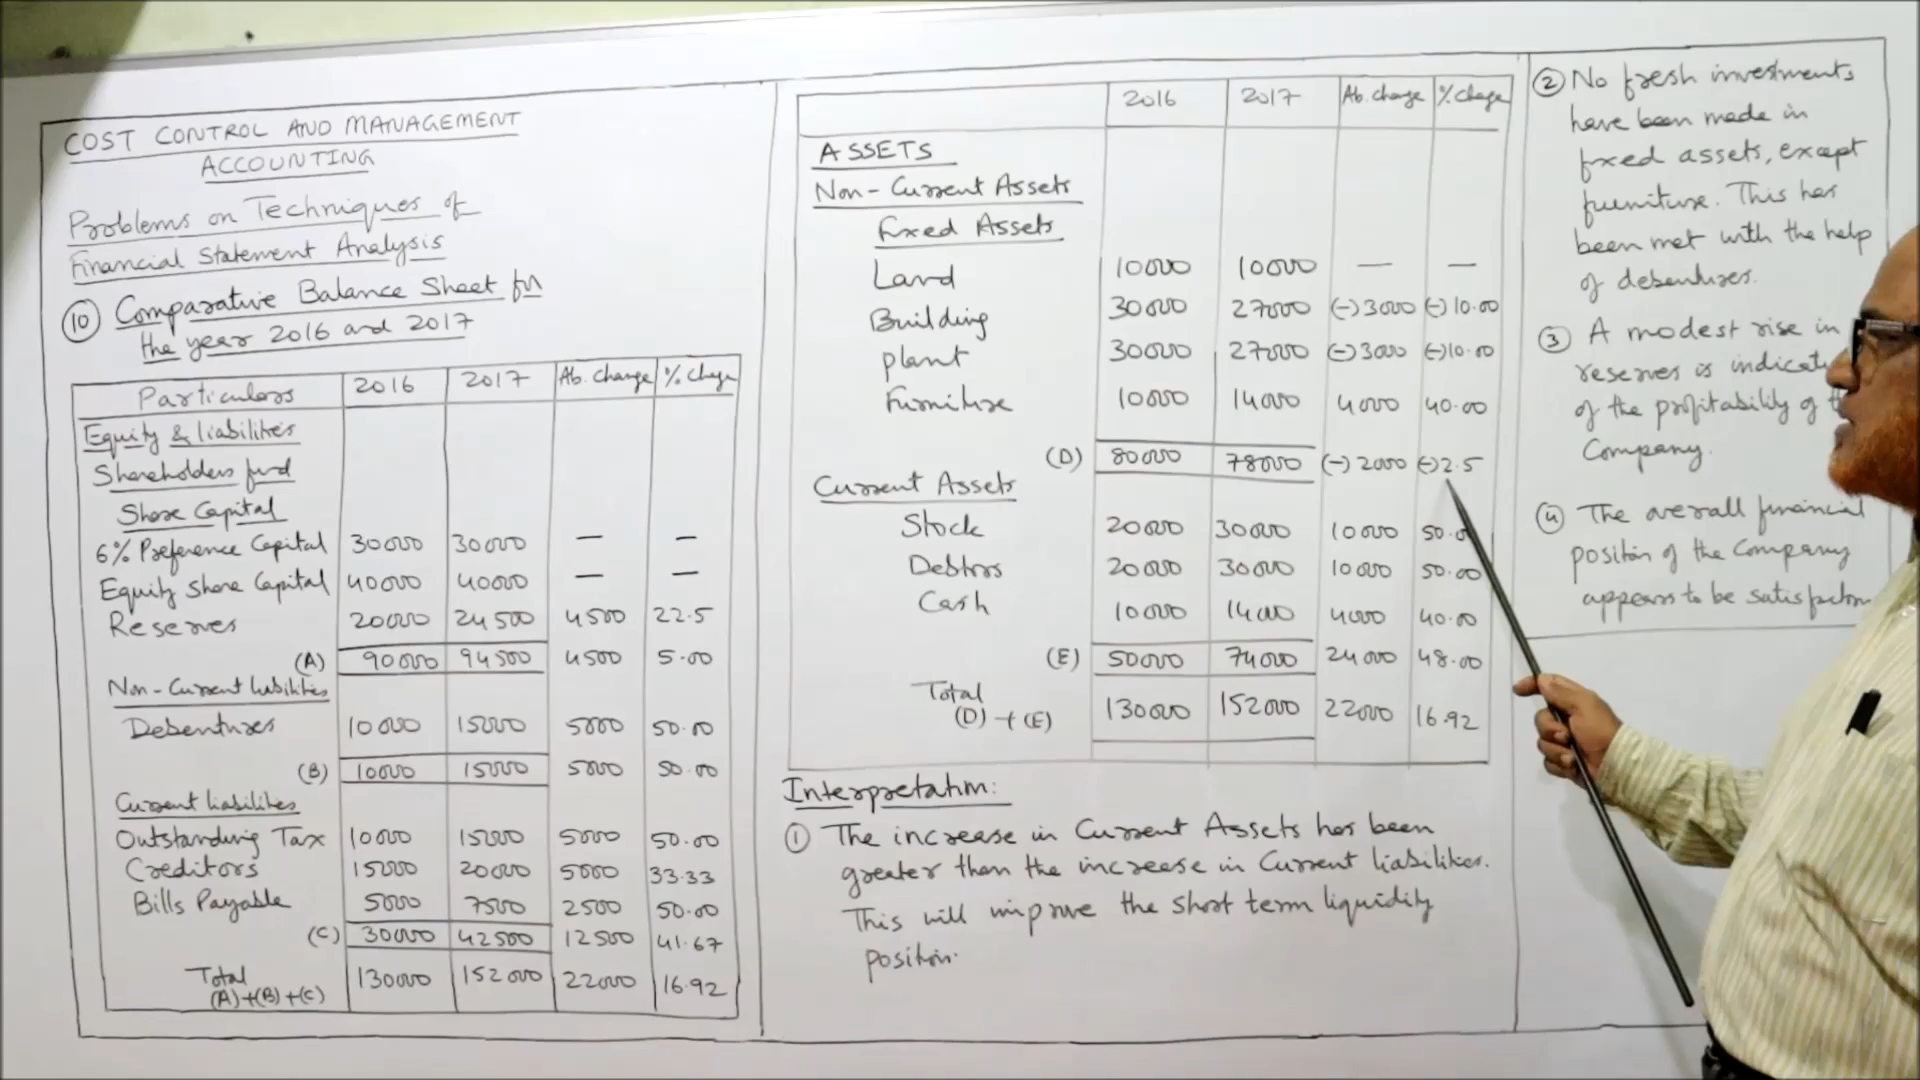 COST CONTROL AND MANAGEMENT
ACCOUNTING
Problems on Techniques of
Financial Statement Analysis
⑩ Comparative Balance Sheet for
the year 2016 and 2017
Particulars 2016 2017 Ab. change % Chage
Equity & liabilities
Shareholders fund
Share Capital
6% Preference Capital 30000 30000 — —
Equity Share Capital 40000 40000 — —
Reserves 20000 24500 4500 22.5
(A) 90000 94500 4500 5.00
Non-Current liabilities
Debentures 10000 15000 5000 50.00
(B) 10000 15000 5000 50.00
Current liabilities
Outstanding Tax 10000 15000 5000 50.00
Creditors 15000 20000 5000 33.33
Bills Payable 5000 7500 2500 50.00
(C) 30000 42500 12500 41.67
Total
(A)+(B)+(C) 130000 152000 22000 16.92
2016 2017 Ab. change % Chage
ASSETS
Non-Current Assets
Fixed Assets
Land 10000 10000 — —
Building 30000 27000 (-) 3000 (-) 10.00
plant 30000 27000 (-) 3000 (-) 10.00
Furniture 10000 14000 4000 40.00
(D) 80000 78000 (-) 2000 (-) 2.5
Current Assets
Stock 20000 30000 10000 50.00
Debtors 20000 30000 10000 50.00
Cash 10000 14000 4000 40.00
(E) 50000 74000 24000 48.00
Total
(D) + (E) 130000 152000 22000 16.92
Interpretation:
① The increase in Current Assets has been
greater than the increase in Current liabilities.
This will improve the short term liquidity
position.
② No fresh investments
have been made in
fixed assets, except
furniture. This has
been met with the help
of debentures.
③ A modest rise in
reserves is
of the profitability of
Company.
④ The overall financial
position of the Company
appears to be